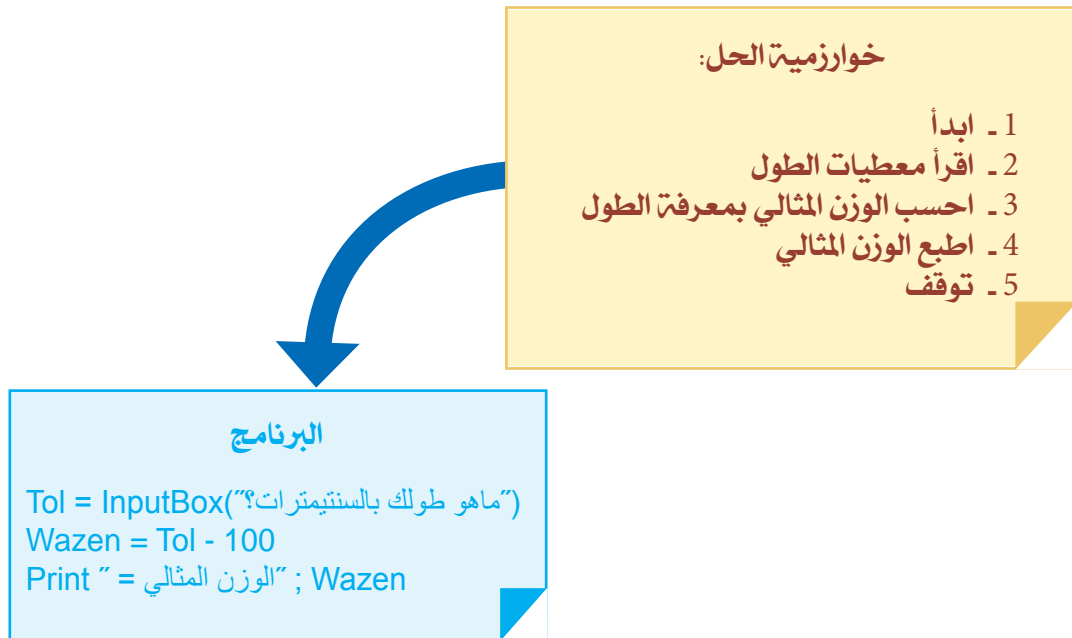 خوارزمية الحل:
1 ـ ابدأ
2 ـ اقرأ معطيات الطول
3 ـ احسب الوزن المثالي بمعرفة الطول
4 ـ اطبع الوزن المثالي
5 ـ توقف
البرنامج
Tol = InputBox("ماهو طولك بالسنتيمترات؟")
Wazen = Tol - 100
Print " = الوزن المثالي" ; Wazen